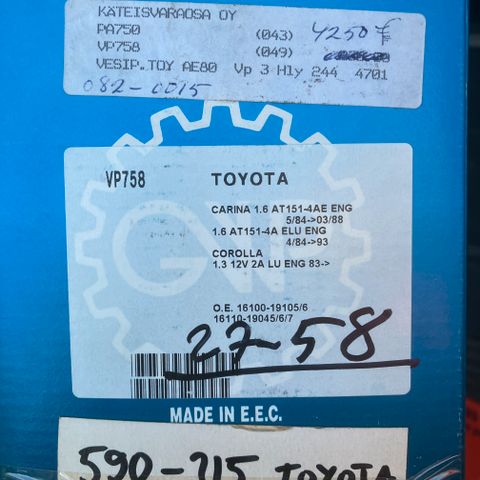 KÄTEISVARAOSA OY
PA750 (043) 4250
VP758 (049)
VESIP.TOY AE80 Vp 3 Hly 244 4701
082-0015
VP758 TOYOTA
CARINA 1.6 AT151-4AE ENG
5/84->03/88
1.6 AT151-4A ELU ENG
4/84->93
COROLLA
1.3 12V 2A LU ENG 83->
O.E. 16100-19105/6
16110-19045/6/7
27-58
MADE IN E.E.C.
590-715 TOYOTA